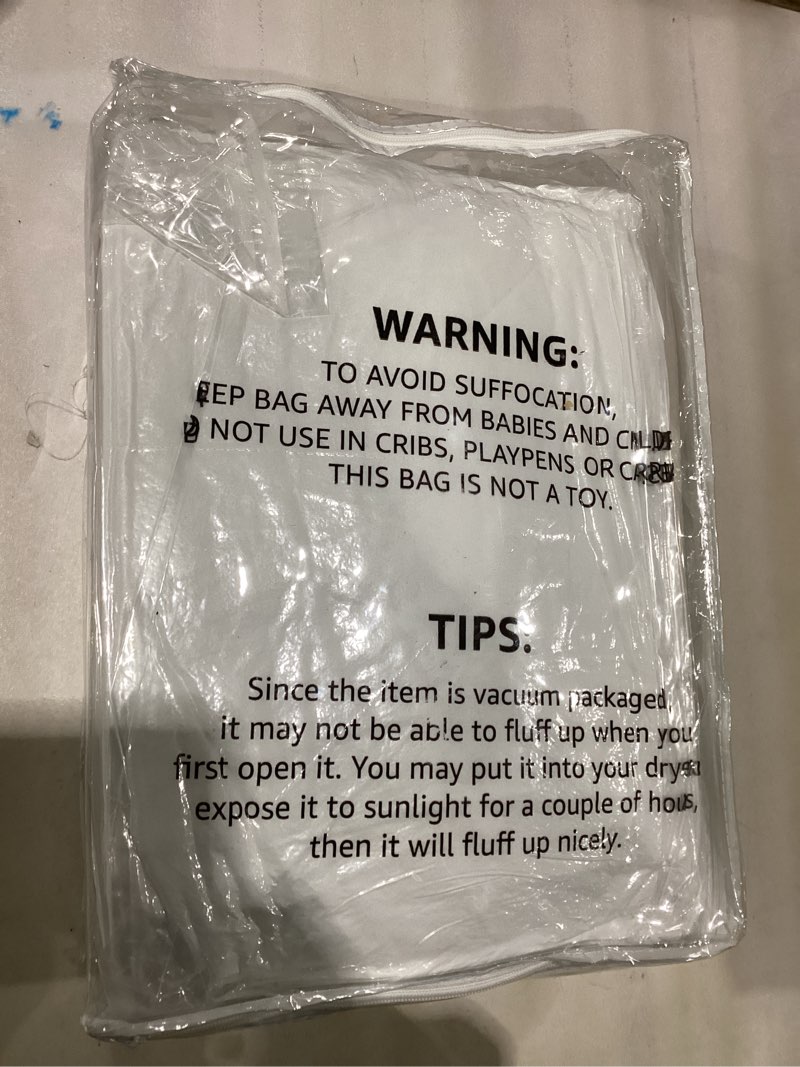 WARNING:
TO AVOID SUFFOCATION,
EEP BAG AWAY FROM BABIES AND
NOT USE IN CRIBS, PLAYPENS OR
THIS BAG IS NOT A TOY.
TIPS:
Since the item is vacuum packaged,
it may not be able to fluff up when you
first open it. You may put it into your
expose it to sunlight for a couple of hours,
then it will fluff up nicely.